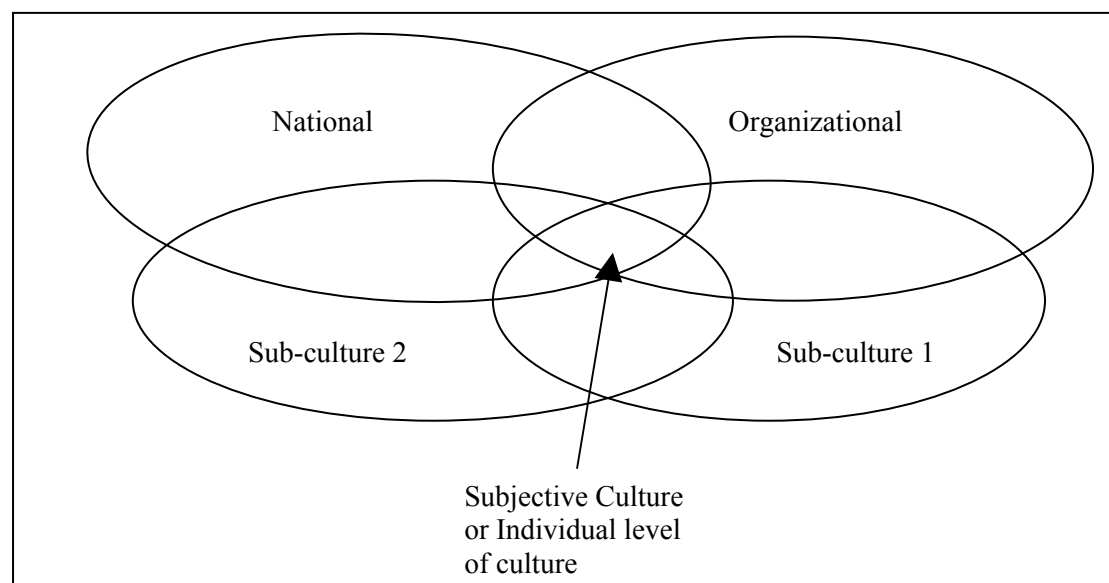 National
Organizational
Sub-culture 2
Sub-culture 1
Subjective Culture
or Individual level
of culture